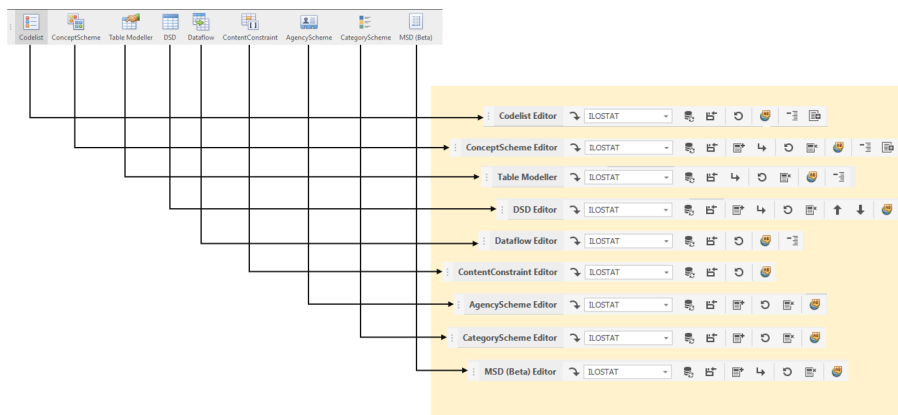 Codelist ConceptScheme Table Modeller DSD Dataflow ContentConstraint AgencyScheme CategoryScheme MSD (Beta)
Codelist Editor ILOSTAT
ConceptScheme Editor ILOSTAT
Table Modeller ILOSTAT
DSD Editor ILOSTAT
Dataflow Editor ILOSTAT
ContentConstraint Editor ILOSTAT
AgencyScheme Editor ILOSTAT
CategoryScheme Editor ILOSTAT
MSD (Beta) Editor ILOSTAT